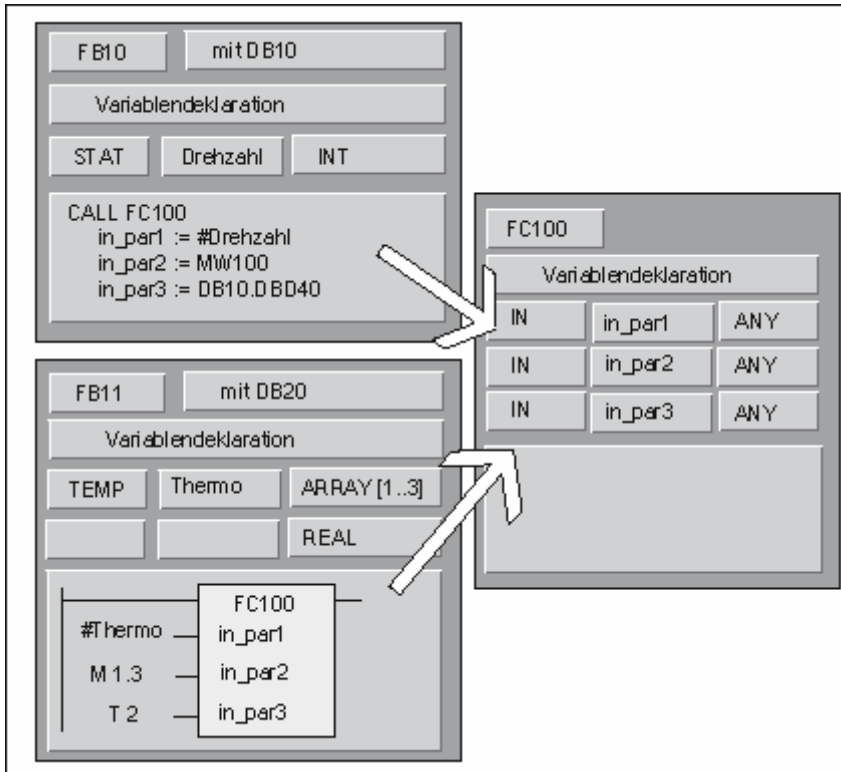 FB10 mit DB10
Variablendeklaration
STAT Drehzahl INT
CALL FC100
in_par1 := #Drehzahl
in_par2 := MW100
in_par3 := DB10.DBD40
FB11 mit DB20
Variablendeklaration
TEMP Thermo ARRAY [1..3]
REAL
FC100
#Thermo in_par1
M 1.3 in_par2
T 2 in_par3
FC100
Variablendeklaration
IN in_par1 ANY
IN in_par2 ANY
IN in_par3 ANY